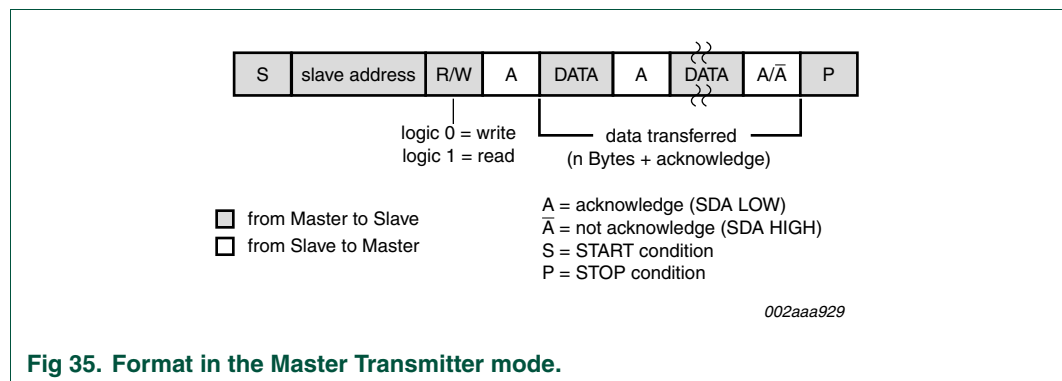 S slave address R/W A DATA A DATA A/A̅ P
logic 0 = write
logic 1 = read
data transferred
(n Bytes + acknowledge)
from Master to Slave
from Slave to Master
A = acknowledge (SDA LOW)
A̅ = not acknowledge (SDA HIGH)
S = START condition
P = STOP condition
002aaa929
Fig 35. Format in the Master Transmitter mode.